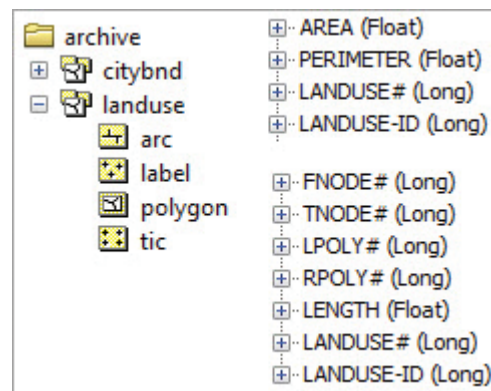 archive
citybnd
landuse
arc
label
polygon
tic
AREA (Float)
PERIMETER (Float)
LANDUSE# (Long)
LANDUSE-ID (Long)
FNODE# (Long)
TNODE# (Long)
LPOLY# (Long)
RPOLY# (Long)
LENGTH (Float)
LANDUSE# (Long)
LANDUSE-ID (Long)